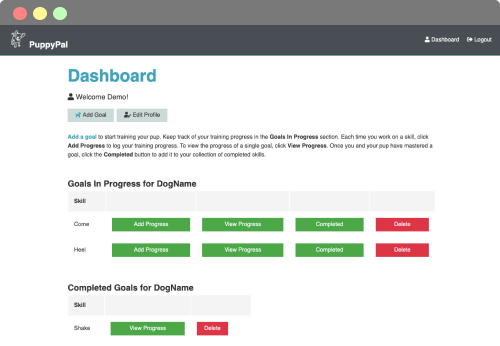 PuppyPal
Dashboard
Logout
Dashboard
Welcome Demo!
Add Goal
Edit Profile
Add a goal to start training your pup. Keep track of your training progress in the Goals In Progress section. Each time you work on a skill, click
Add Progress to log your training progress. To view the progress of a single goal, click View Progress. Once you and your pup have mastered
a goal, click the Completed button to add it to your collection of completed skills.
Goals In Progress for DogName
Skill
Come Add Progress View Progress Completed Delete
Heel Add Progress View Progress Completed Delete
Completed Goals for DogName
Skill
Shake View Progress Delete